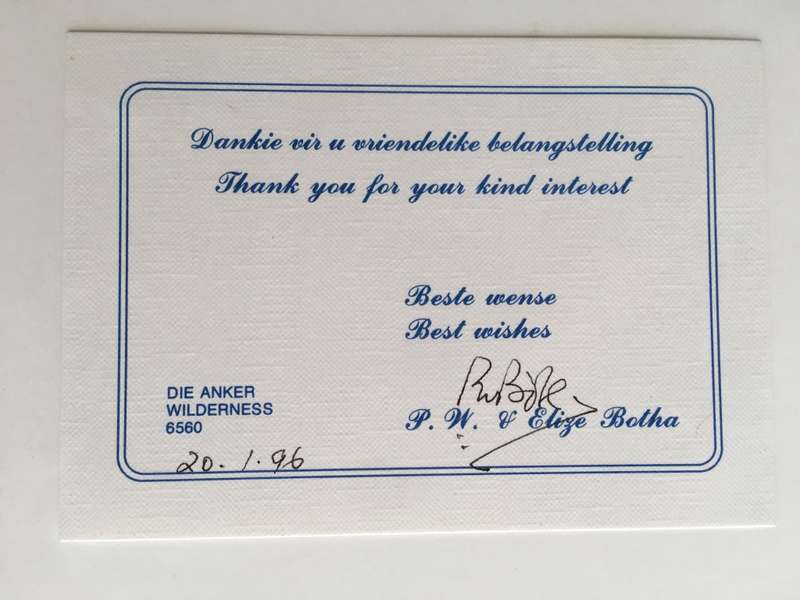 Dankie vir u vriendelike belangstelling
Thank you for your kind interest
Beste wense
Best wishes
DIE ANKER
WILDERNESS
6560
P. W. & Elize Botha
20.1.96